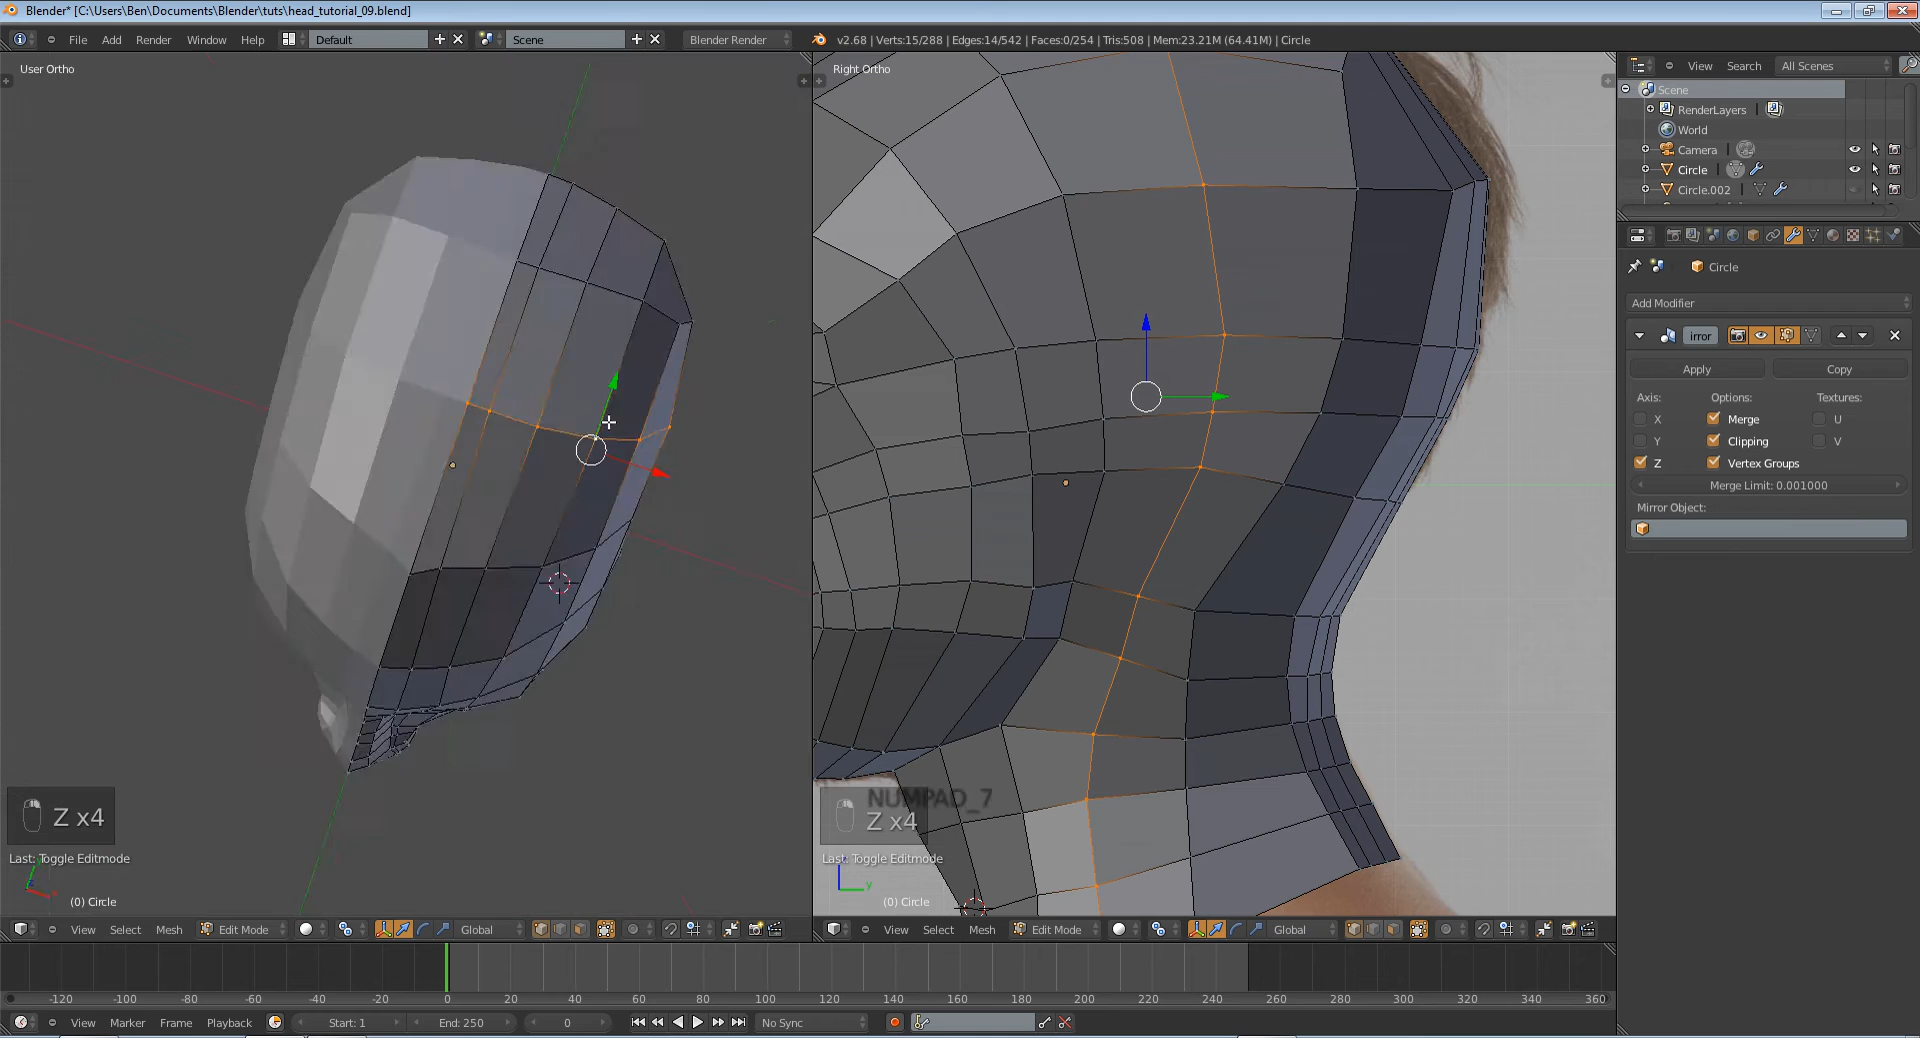 Blender* [C:\Users\Ben\Documents\Blender\tuts\head_tutorial_09.blend]
File Add Render Window Help Default Scene Blender Render v2.68 | Verts:15/288 | Edges:14/542 | Faces:0/254 | Tris:508 | Mem:23.21M (64.41M) | Circle
User Ortho
Right Ortho
View Search All Scenes
Scene
RenderLayers
World
Camera
Circle
Circle.002
Circle
Add Modifier
irror
Apply Copy
Axis: Options: Textures:
X Merge U
Y Clipping V
Z Vertex Groups
Merge Limit: 0.001000
Mirror Object:
Z x4
Last: Toggle Editmode
(0) Circle
NUMPAD_7
Z x4
Last: Toggle Editmode
y
(0) Circle
View Select Mesh Edit Mode Global
View Select Mesh Edit Mode Global
-120 -100 -80 -60 -40 -20 0 20 40 60 80 100 120 140 160 180 200 220 240 260 280 300 320 340 360
View Marker Frame Playback Start: 1 End: 250 0 No Sync